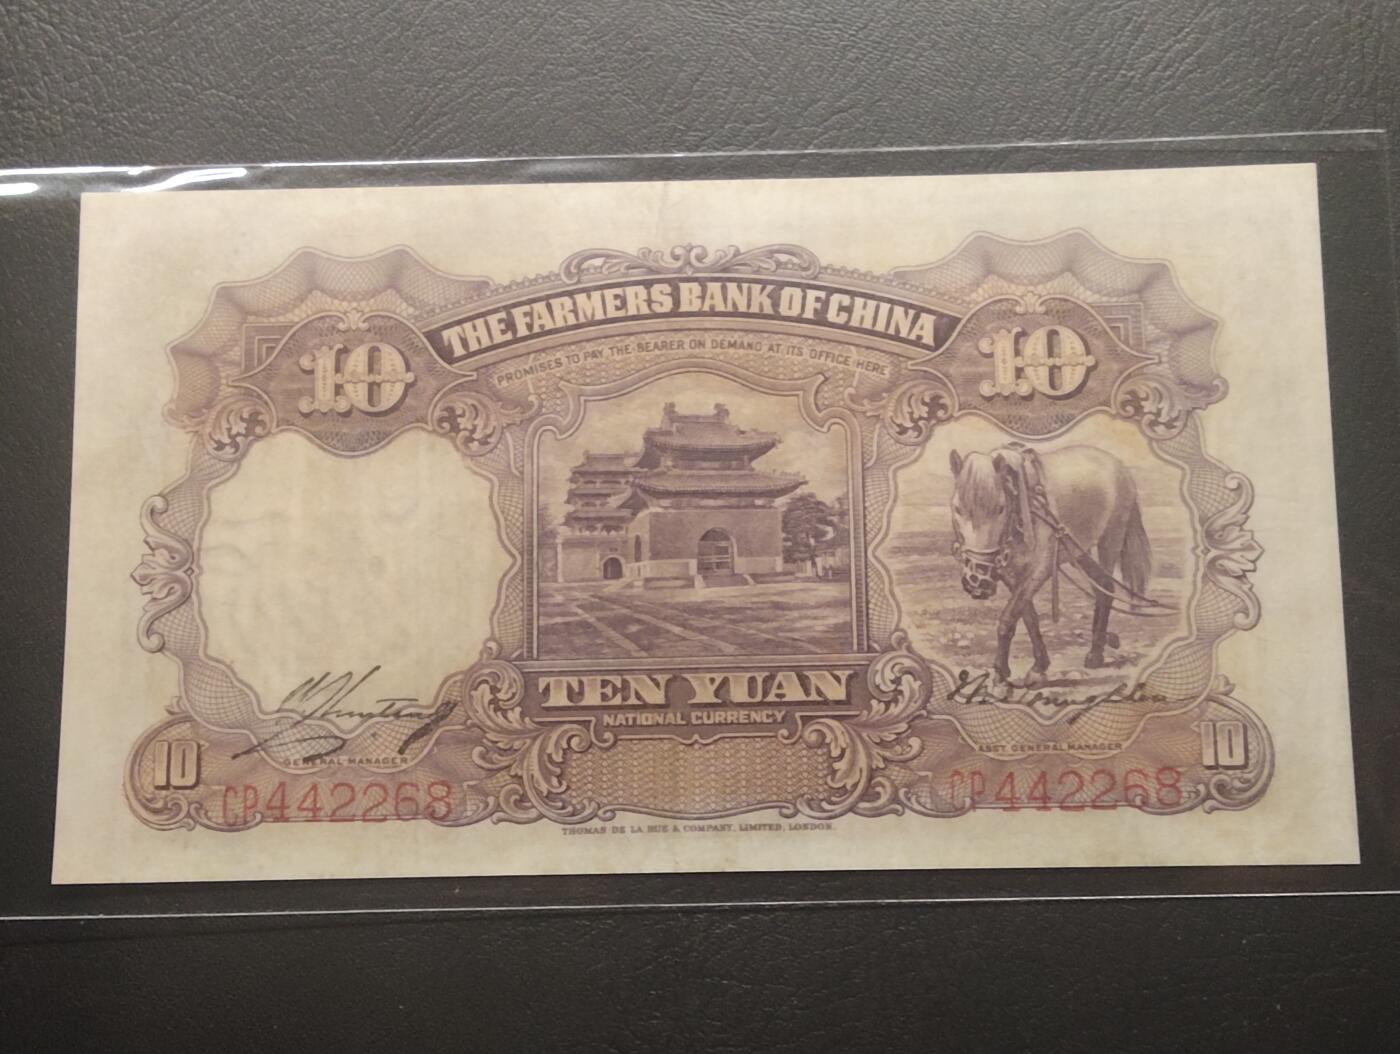 THE FARMERS BANK OF CHINA
PROMISES TO PAY THE BEARER ON DEMAND AT ITS OFFICE HERE
10
10
TEN YUAN
NATIONAL CURRENCY
GENERAL MANAGER
ASST GENERAL MANAGER
10
10
CP442268
CP442268
THOMAS DE LA RUE & COMPANY, LIMITED, LONDON.